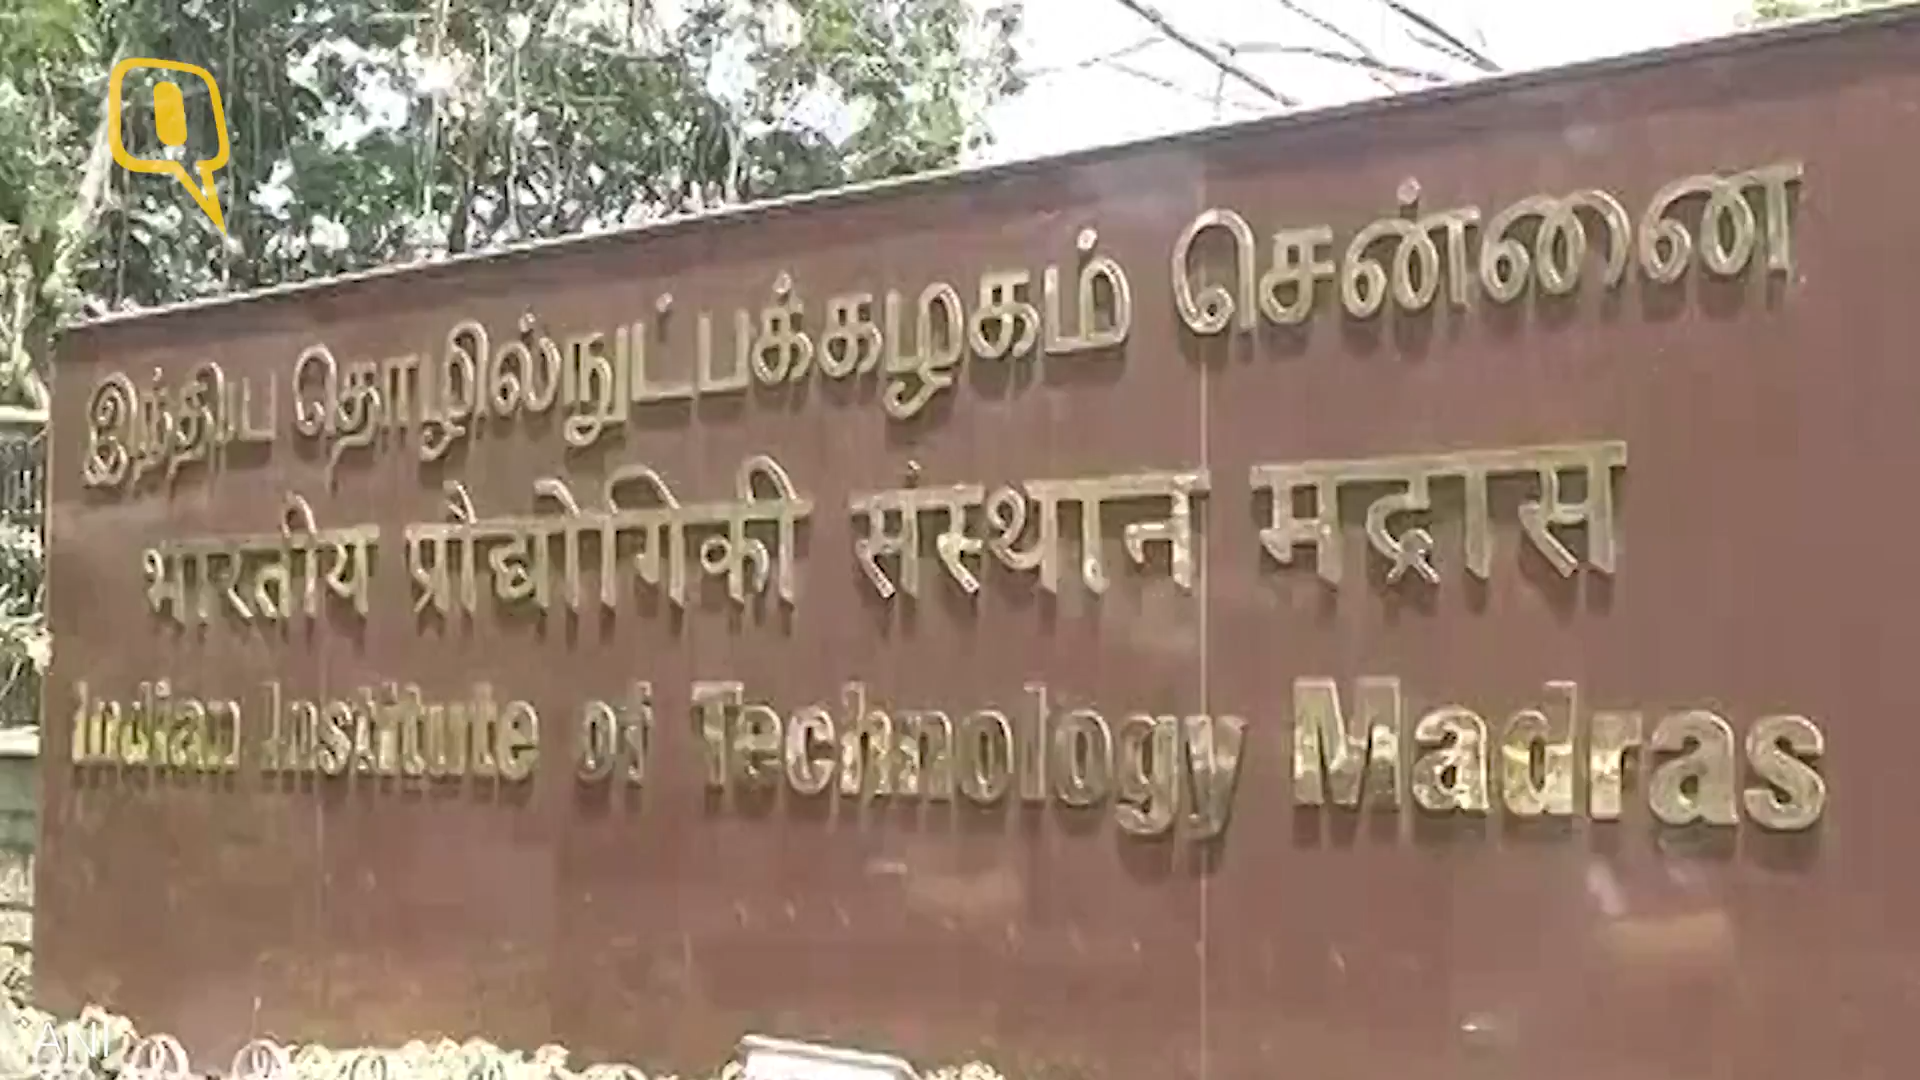 இந்திய தொழில்நுட்பக்கழகம் சென்னை
भारतीय प्रौद्योगिकी संस्थान मद्रास
Indian Institute of Technology Madras
ANI